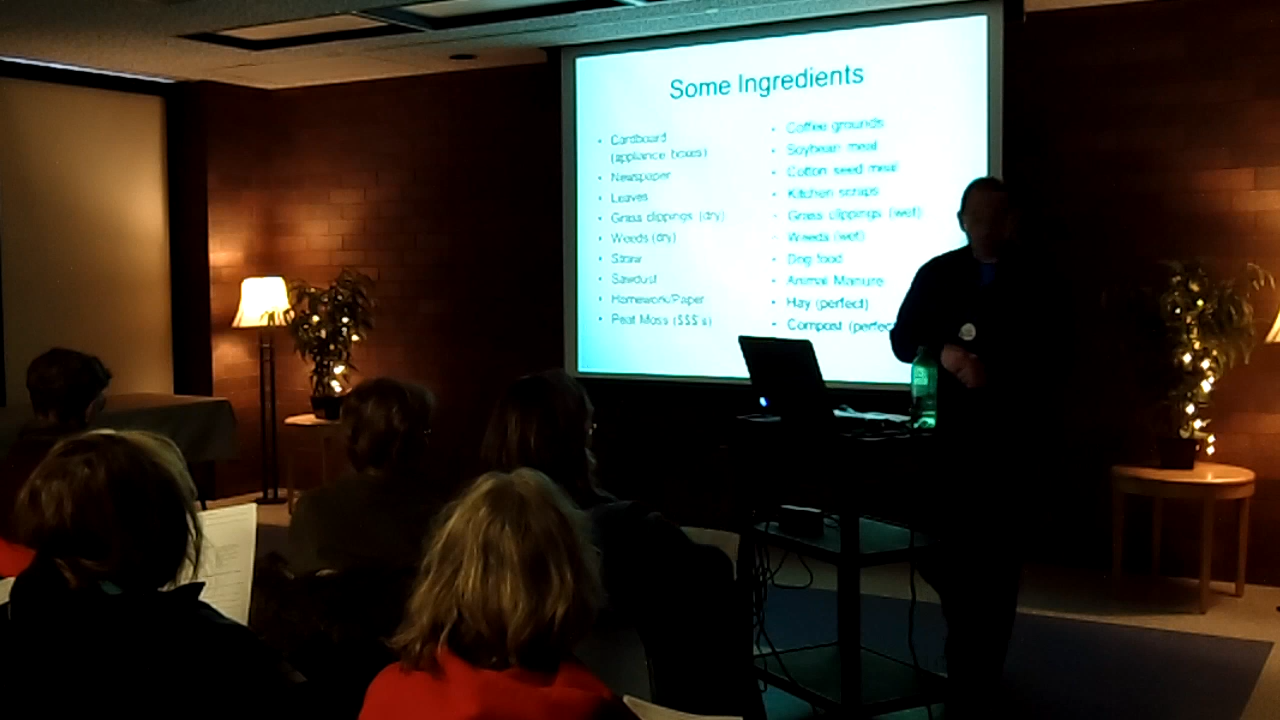 Some Ingredients
• Cardboard
(appliance boxes)
• Newspaper
• Leaves
• Grass clippings (dry)
• Weeds (dry)
• Straw
• Sawdust
• Homework/Paper
• Peat Moss ($$$'s)
• Coffee grounds
• Soybean meal
• Cotton seed meal
• Kitchen scraps
• Grass clippings (wet)
• Weeds (wet)
• Dog food
• Animal Manure
• Hay (perfect)
• Compost (perfec